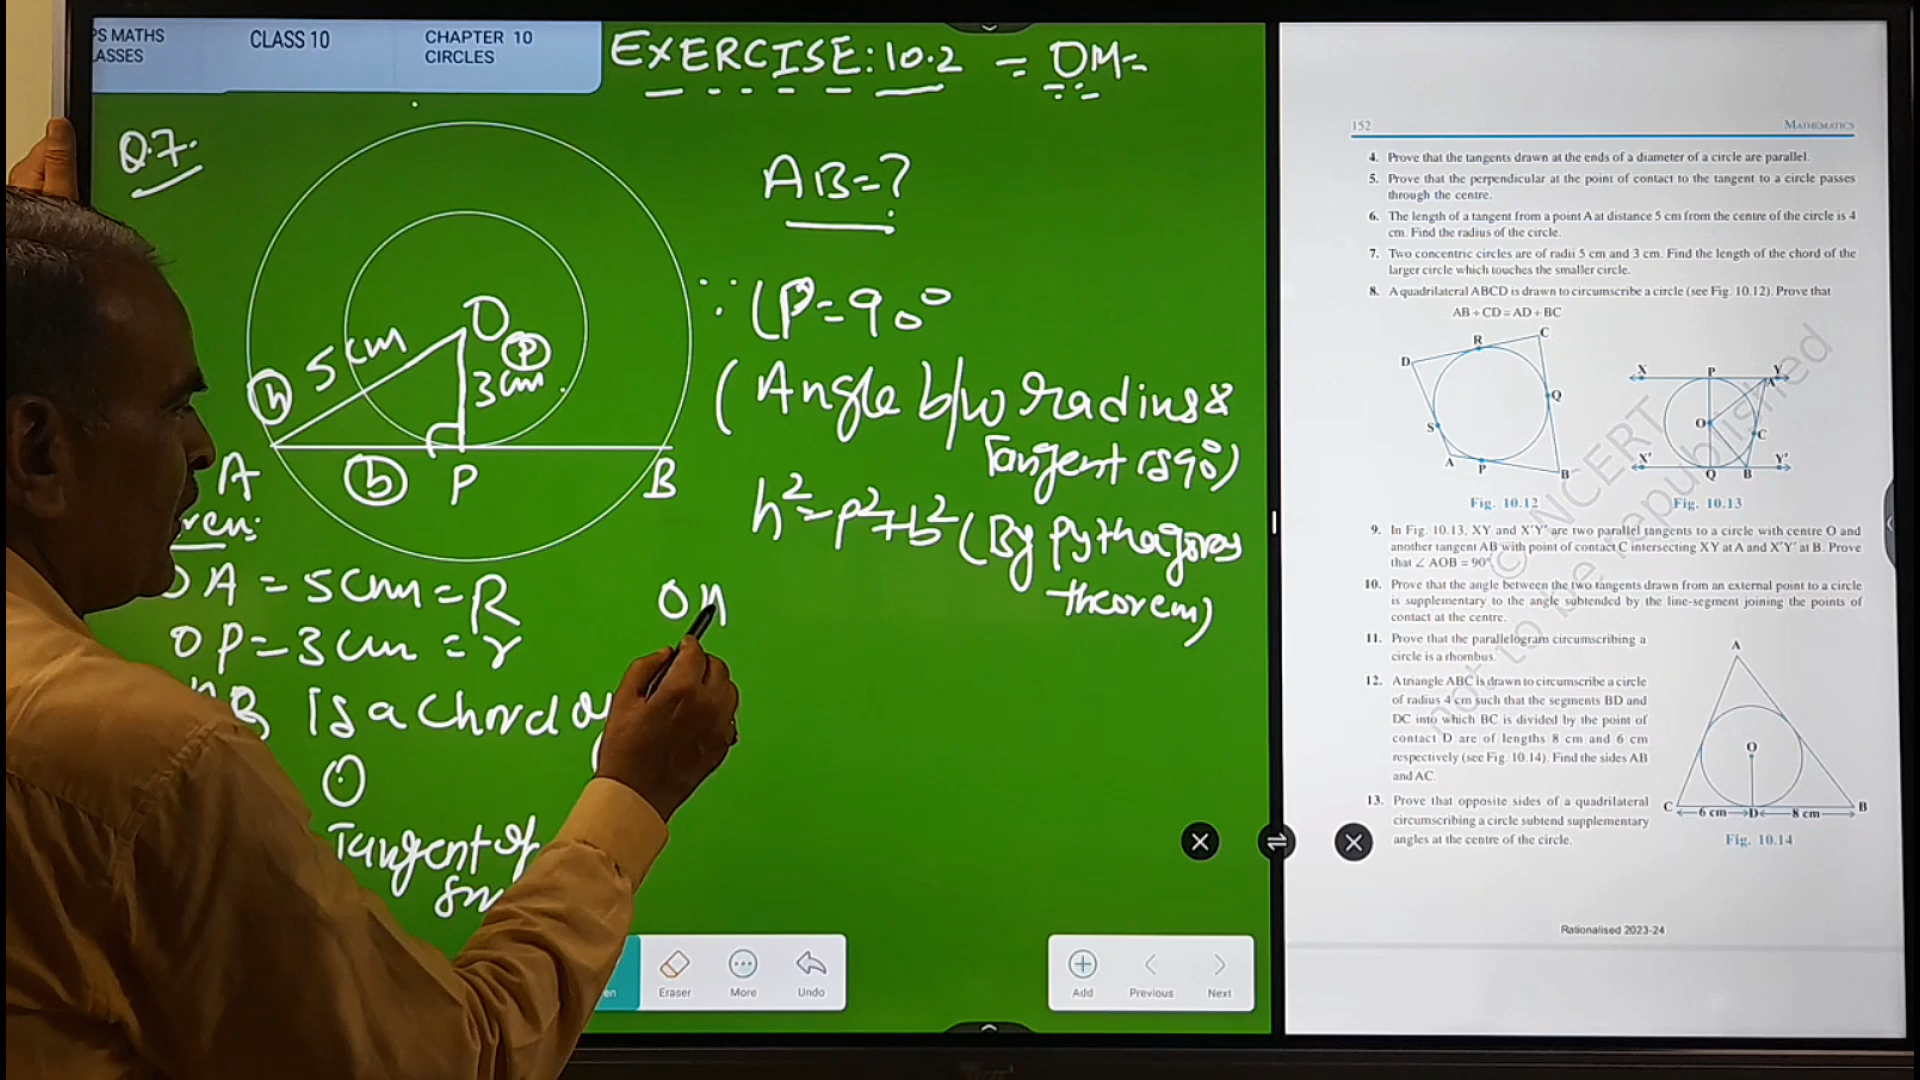 PS MATHS
ASSES
CLASS 10
CHAPTER 10
CIRCLES
EXERCISE: 10.2 = OM=
Q.7.
AB=?
∵ LP=90°
(Angle b/w radius &
Tangent is 90°)
h²=p²+b² (By pythagoras
theorem)
O
5cm
P
3cm.
h
A
b
P
B
ven:
OA = 5cm = R
OP = 3cm = r
B is a chord of
O
Tangent of
en
Eraser
More
Undo
Add
Previous
Next
152
MATHEMATICS
4. Prove that the tangents drawn at the ends of a diameter of a circle are parallel.
5. Prove that the perpendicular at the point of contact to the tangent to a circle passes
through the centre.
6. The length of a tangent from a point A at distance 5 cm from the centre of the circle is 4
cm. Find the radius of the circle.
7. Two concentric circles are of radii 5 cm and 3 cm. Find the length of the chord of the
larger circle which touches the smaller circle.
8. A quadrilateral ABCD is drawn to circumscribe a circle (see Fig. 10.12). Prove that
AB + CD = AD + BC
D
R
C
Q
S
A
P
B
X
P
Y
A
O
C
X'
Q
B
Y'
Fig. 10.12
Fig. 10.13
9. In Fig. 10.13, XY and X'Y' are two parallel tangents to a circle with centre O and
another tangent AB with point of contact C intersecting XY at A and X'Y' at B. Prove
that ∠ AOB = 90°.
10. Prove that the angle between the two tangents drawn from an external point to a circle
is supplementary to the angle subtended by the line-segment joining the points of
contact at the centre.
11. Prove that the parallelogram circumscribing a
circle is a rhombus.
12. A triangle ABC is drawn to circumscribe a circle
of radius 4 cm such that the segments BD and
DC into which BC is divided by the point of
contact D are of lengths 8 cm and 6 cm
respectively (see Fig. 10.14). Find the sides AB
and AC.
13. Prove that opposite sides of a quadrilateral
circumscribing a circle subtend supplementary
angles at the centre of the circle.
A
O
C
6 cm
D
8 cm
B
Fig. 10.14
© NCERT
not to be republished
Rationalised 2023-24